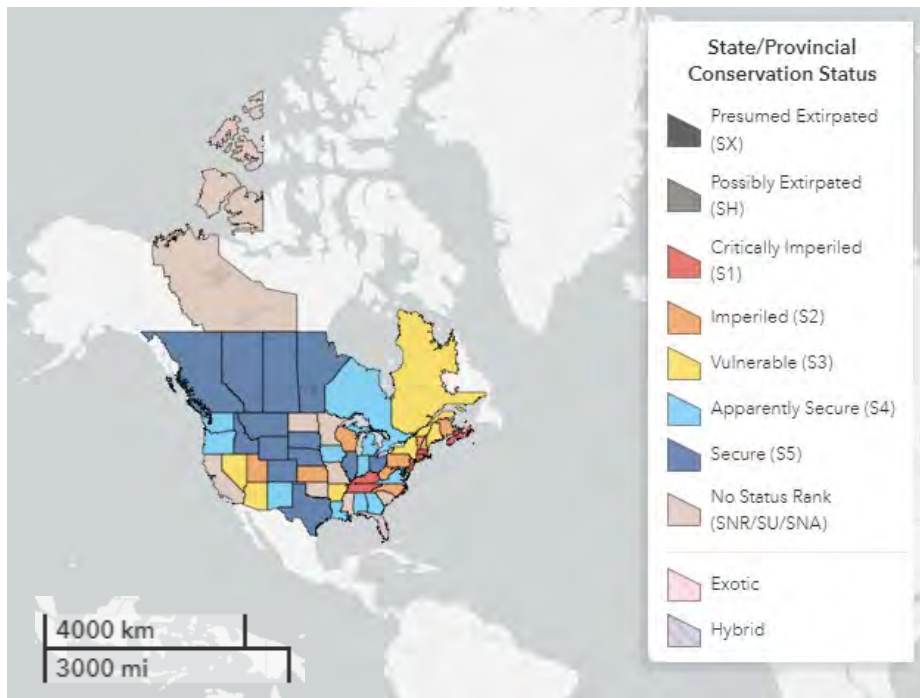 State/Provincial
Conservation Status
Presumed Extirpated
(SX)
Possibly Extirpated
(SH)
Critically Imperiled
(S1)
Imperiled (S2)
Vulnerable (S3)
Apparently Secure (S4)
Secure (S5)
No Status Rank
(SNR/SU/SNA)
Exotic
Hybrid
4000 km
3000 mi